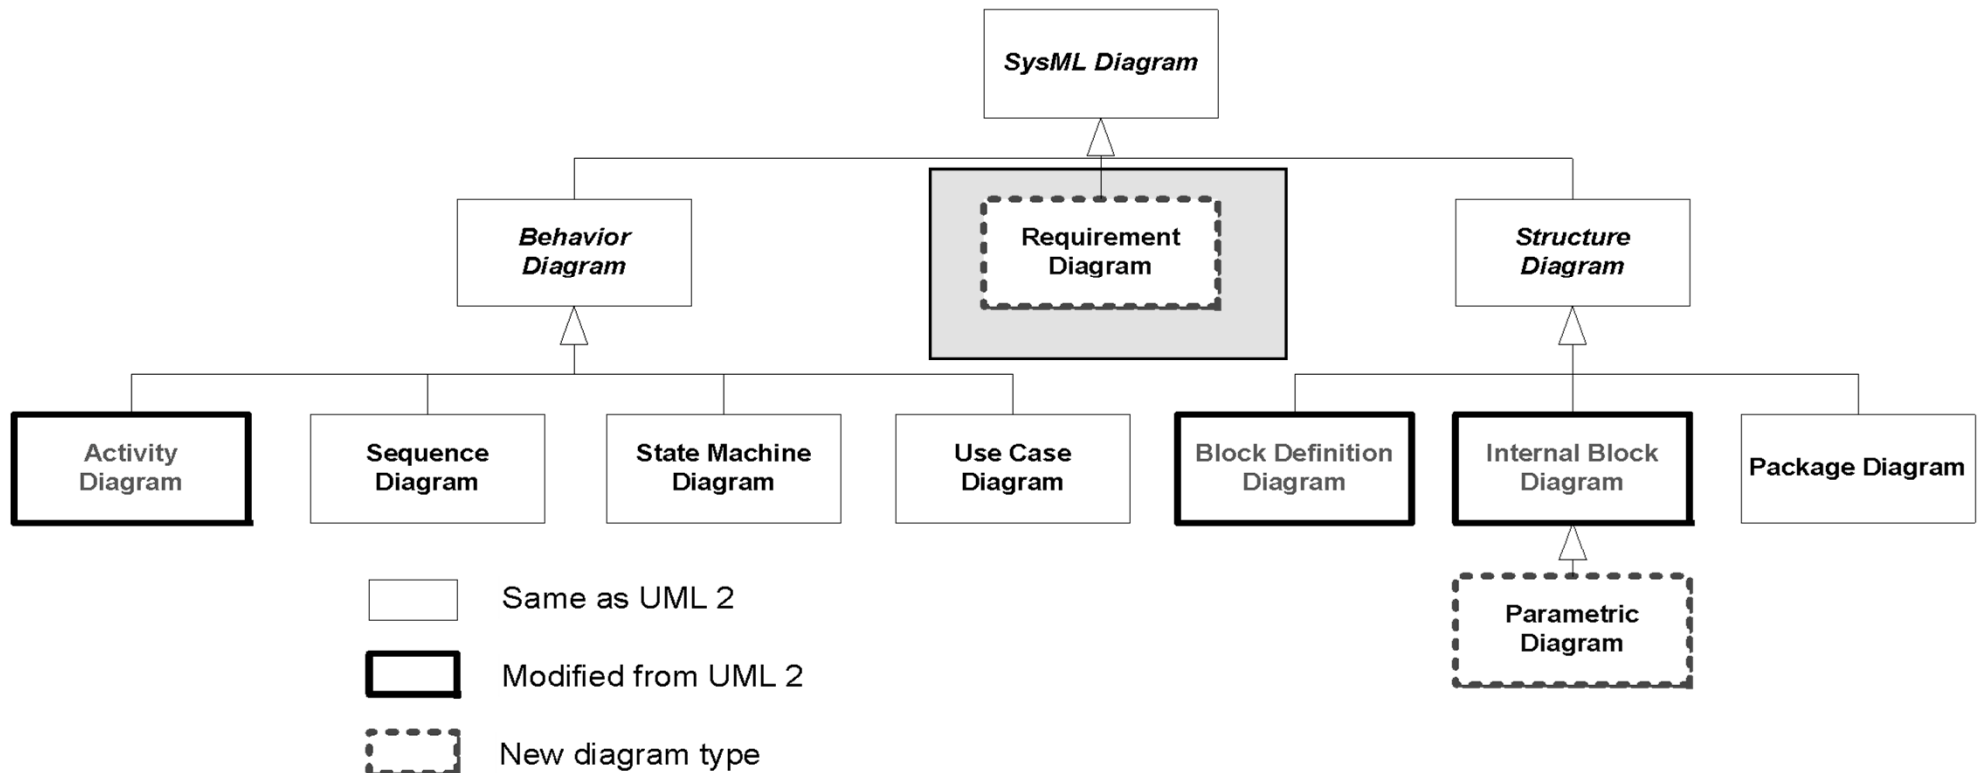 SysML Diagram
Behavior
Diagram
Requirement
Diagram
Structure
Diagram
Activity
Diagram
Sequence
Diagram
State Machine
Diagram
Use Case
Diagram
Block Definition
Diagram
Internal Block
Diagram
Package Diagram
Parametric
Diagram
Same as UML 2
Modified from UML 2
New diagram type